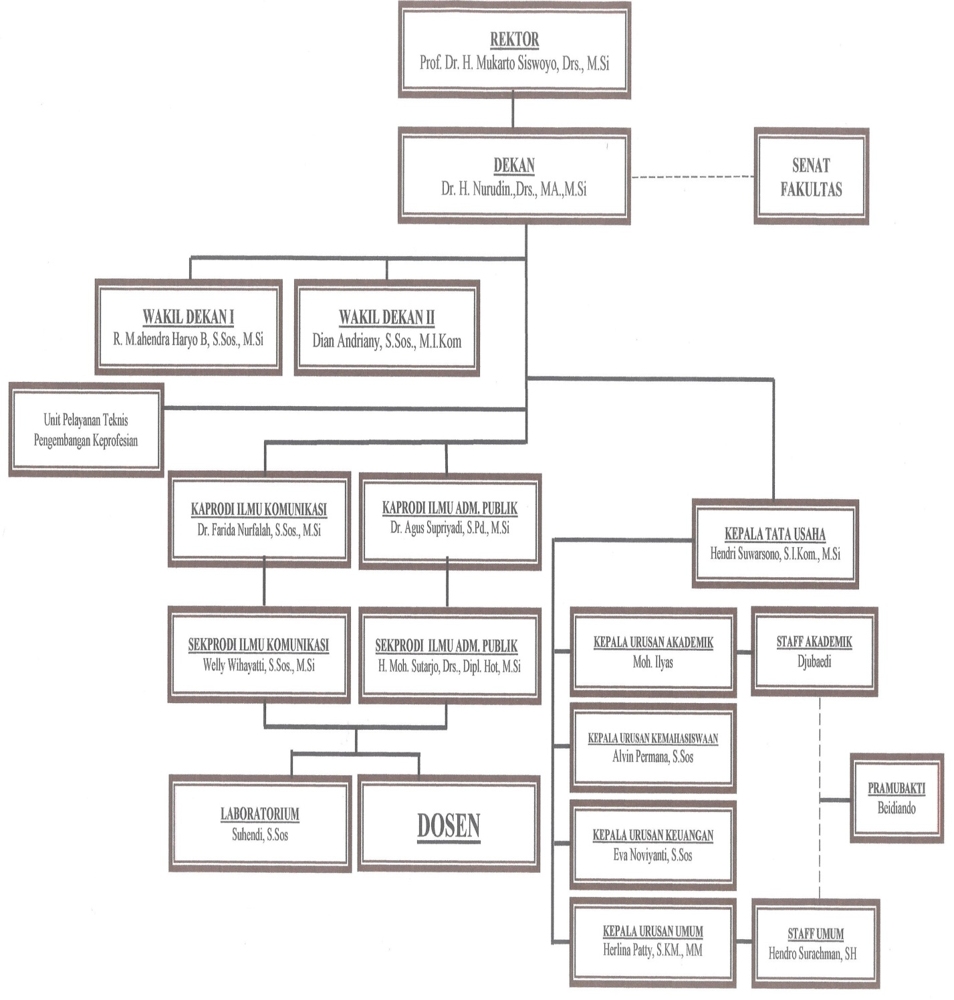 REKTOR
Prof. Dr. H. Mukarto Siswoyo, Drs., M.Si
DEKAN
Dr. H. Nurudin.,Drs., MA.,M.Si
SENAT
FAKULTAS
WAKIL DEKAN I
R. M.ahendra Haryo B, S.Sos., M.Si
WAKIL DEKAN II
Dian Andriany, S.Sos., M.I.Kom
Unit Pelayanan Teknis
Pengembangan Keprofesian
KAPRODI ILMU KOMUNIKASI
Dr. Farida Nurfalah, S.Sos., M.Si
KAPRODI ILMU ADM. PUBLIK
Dr. Agus Supriyadi, S.Pd., M.Si
KEPALA TATA USAHA
Hendri Suwarsono, S.I.Kom., M.Si
SEKPRODI ILMU KOMUNIKASI
Welly Wihayatti, S.Sos., M.Si
SEKPRODI ILMU ADM. PUBLIK
H. Moh. Sutarjo, Drs., Dipl. Hot, M.Si
KEPALA URUSAN AKADEMIK
Moh. Ilyas
STAFF AKADEMIK
Djubaedi
KEPALA URUSAN KEMAHASISWAAN
Alvin Permana, S.Sos
PRAMUBAKTI
Beidiando
LABORATORIUM
Suhendi, S.Sos
DOSEN
KEPALA URUSAN KEUANGAN
Eva Noviyanti, S.Sos
KEPALA URUSAN UMUM
Herlina Patty, S.KM., MM
STAFF UMUM
Hendro Surachman, SH